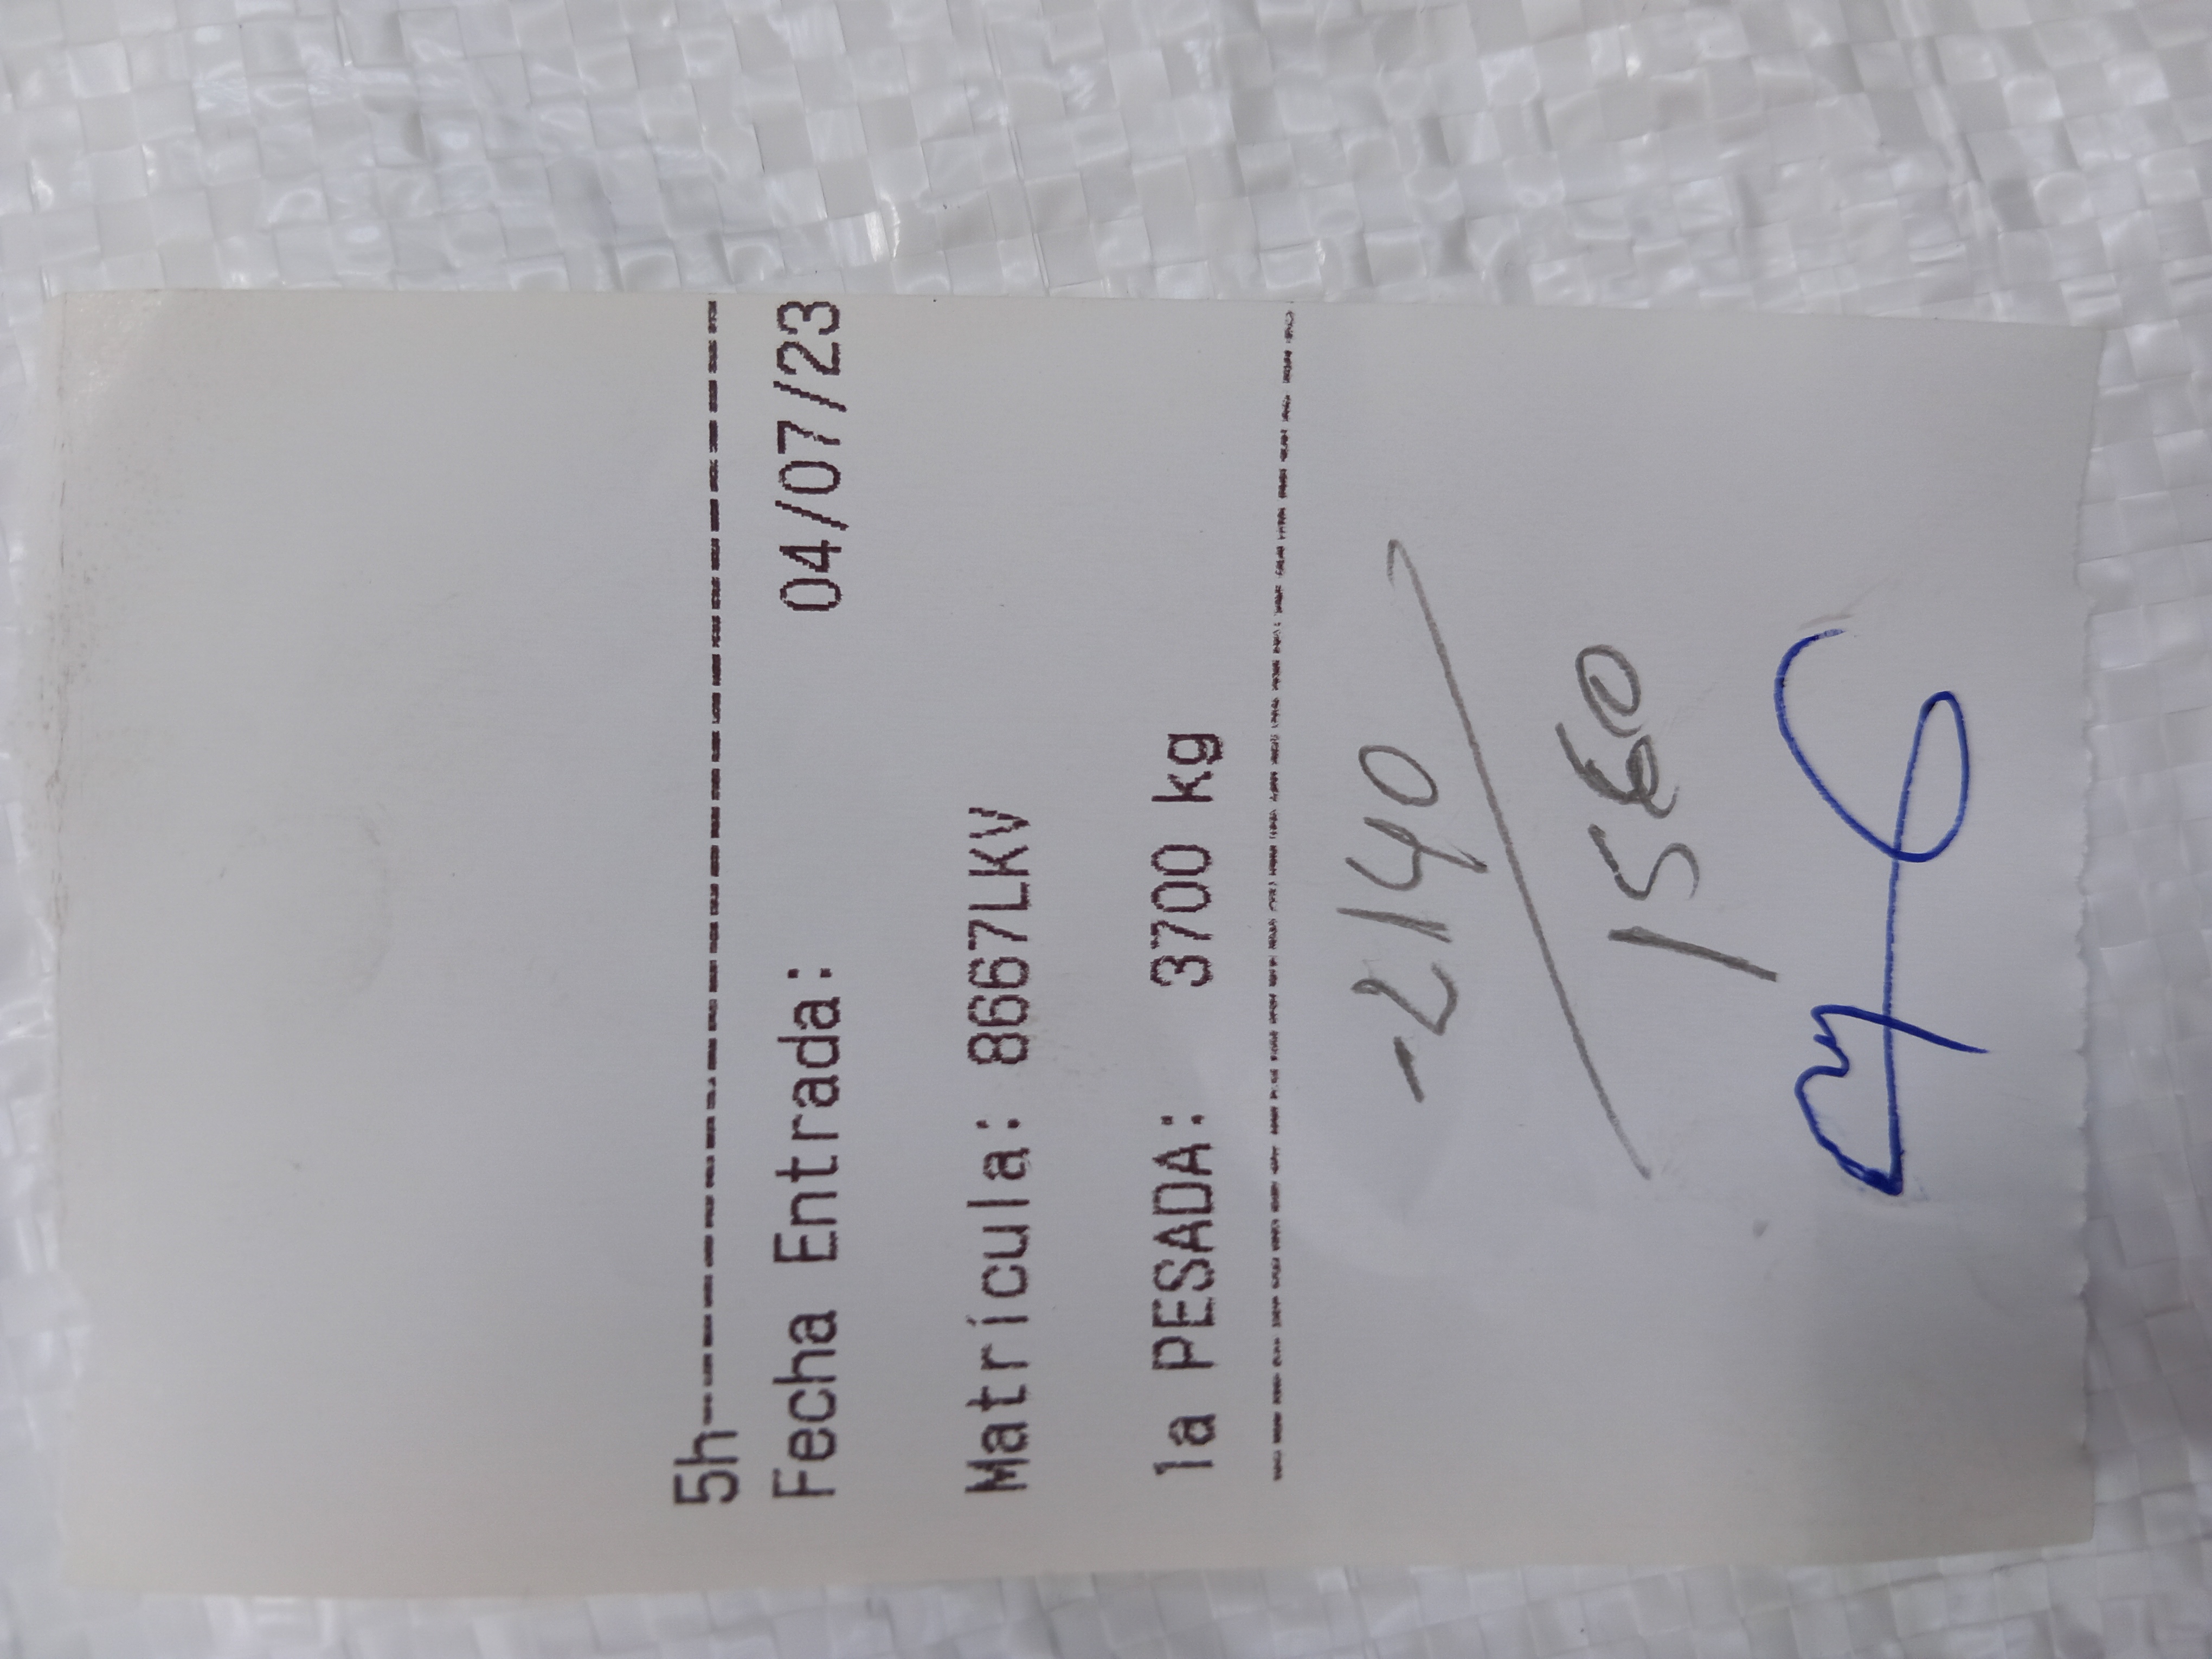 5h------------------------------
Fecha Entrada: 04/07/23
Matrícula: 8667LKV
1a PESADA: 3700 kg
-2140
1560